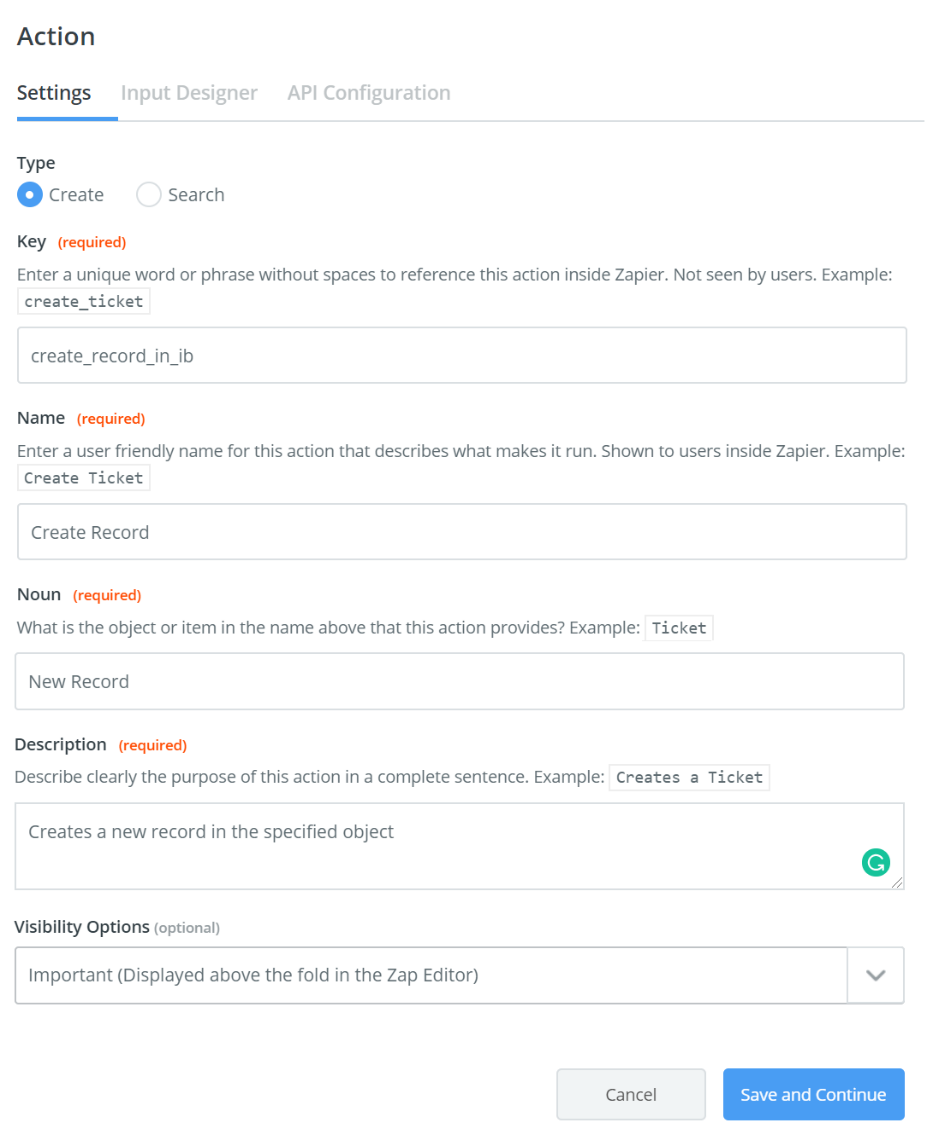 Action
Settings Input Designer API Configuration
Type
Create Search
Key (required)
Enter a unique word or phrase without spaces to reference this action inside Zapier. Not seen by users. Example:
create_ticket
create_record_in_ib
Name (required)
Enter a user friendly name for this action that describes what makes it run. Shown to users inside Zapier. Example:
Create Ticket
Create Record
Noun (required)
What is the object or item in the name above that this action provides? Example: Ticket
New Record
Description (required)
Describe clearly the purpose of this action in a complete sentence. Example: Creates a Ticket
Creates a new record in the specified object
Visibility Options (optional)
Important (Displayed above the fold in the Zap Editor)
Cancel Save and Continue